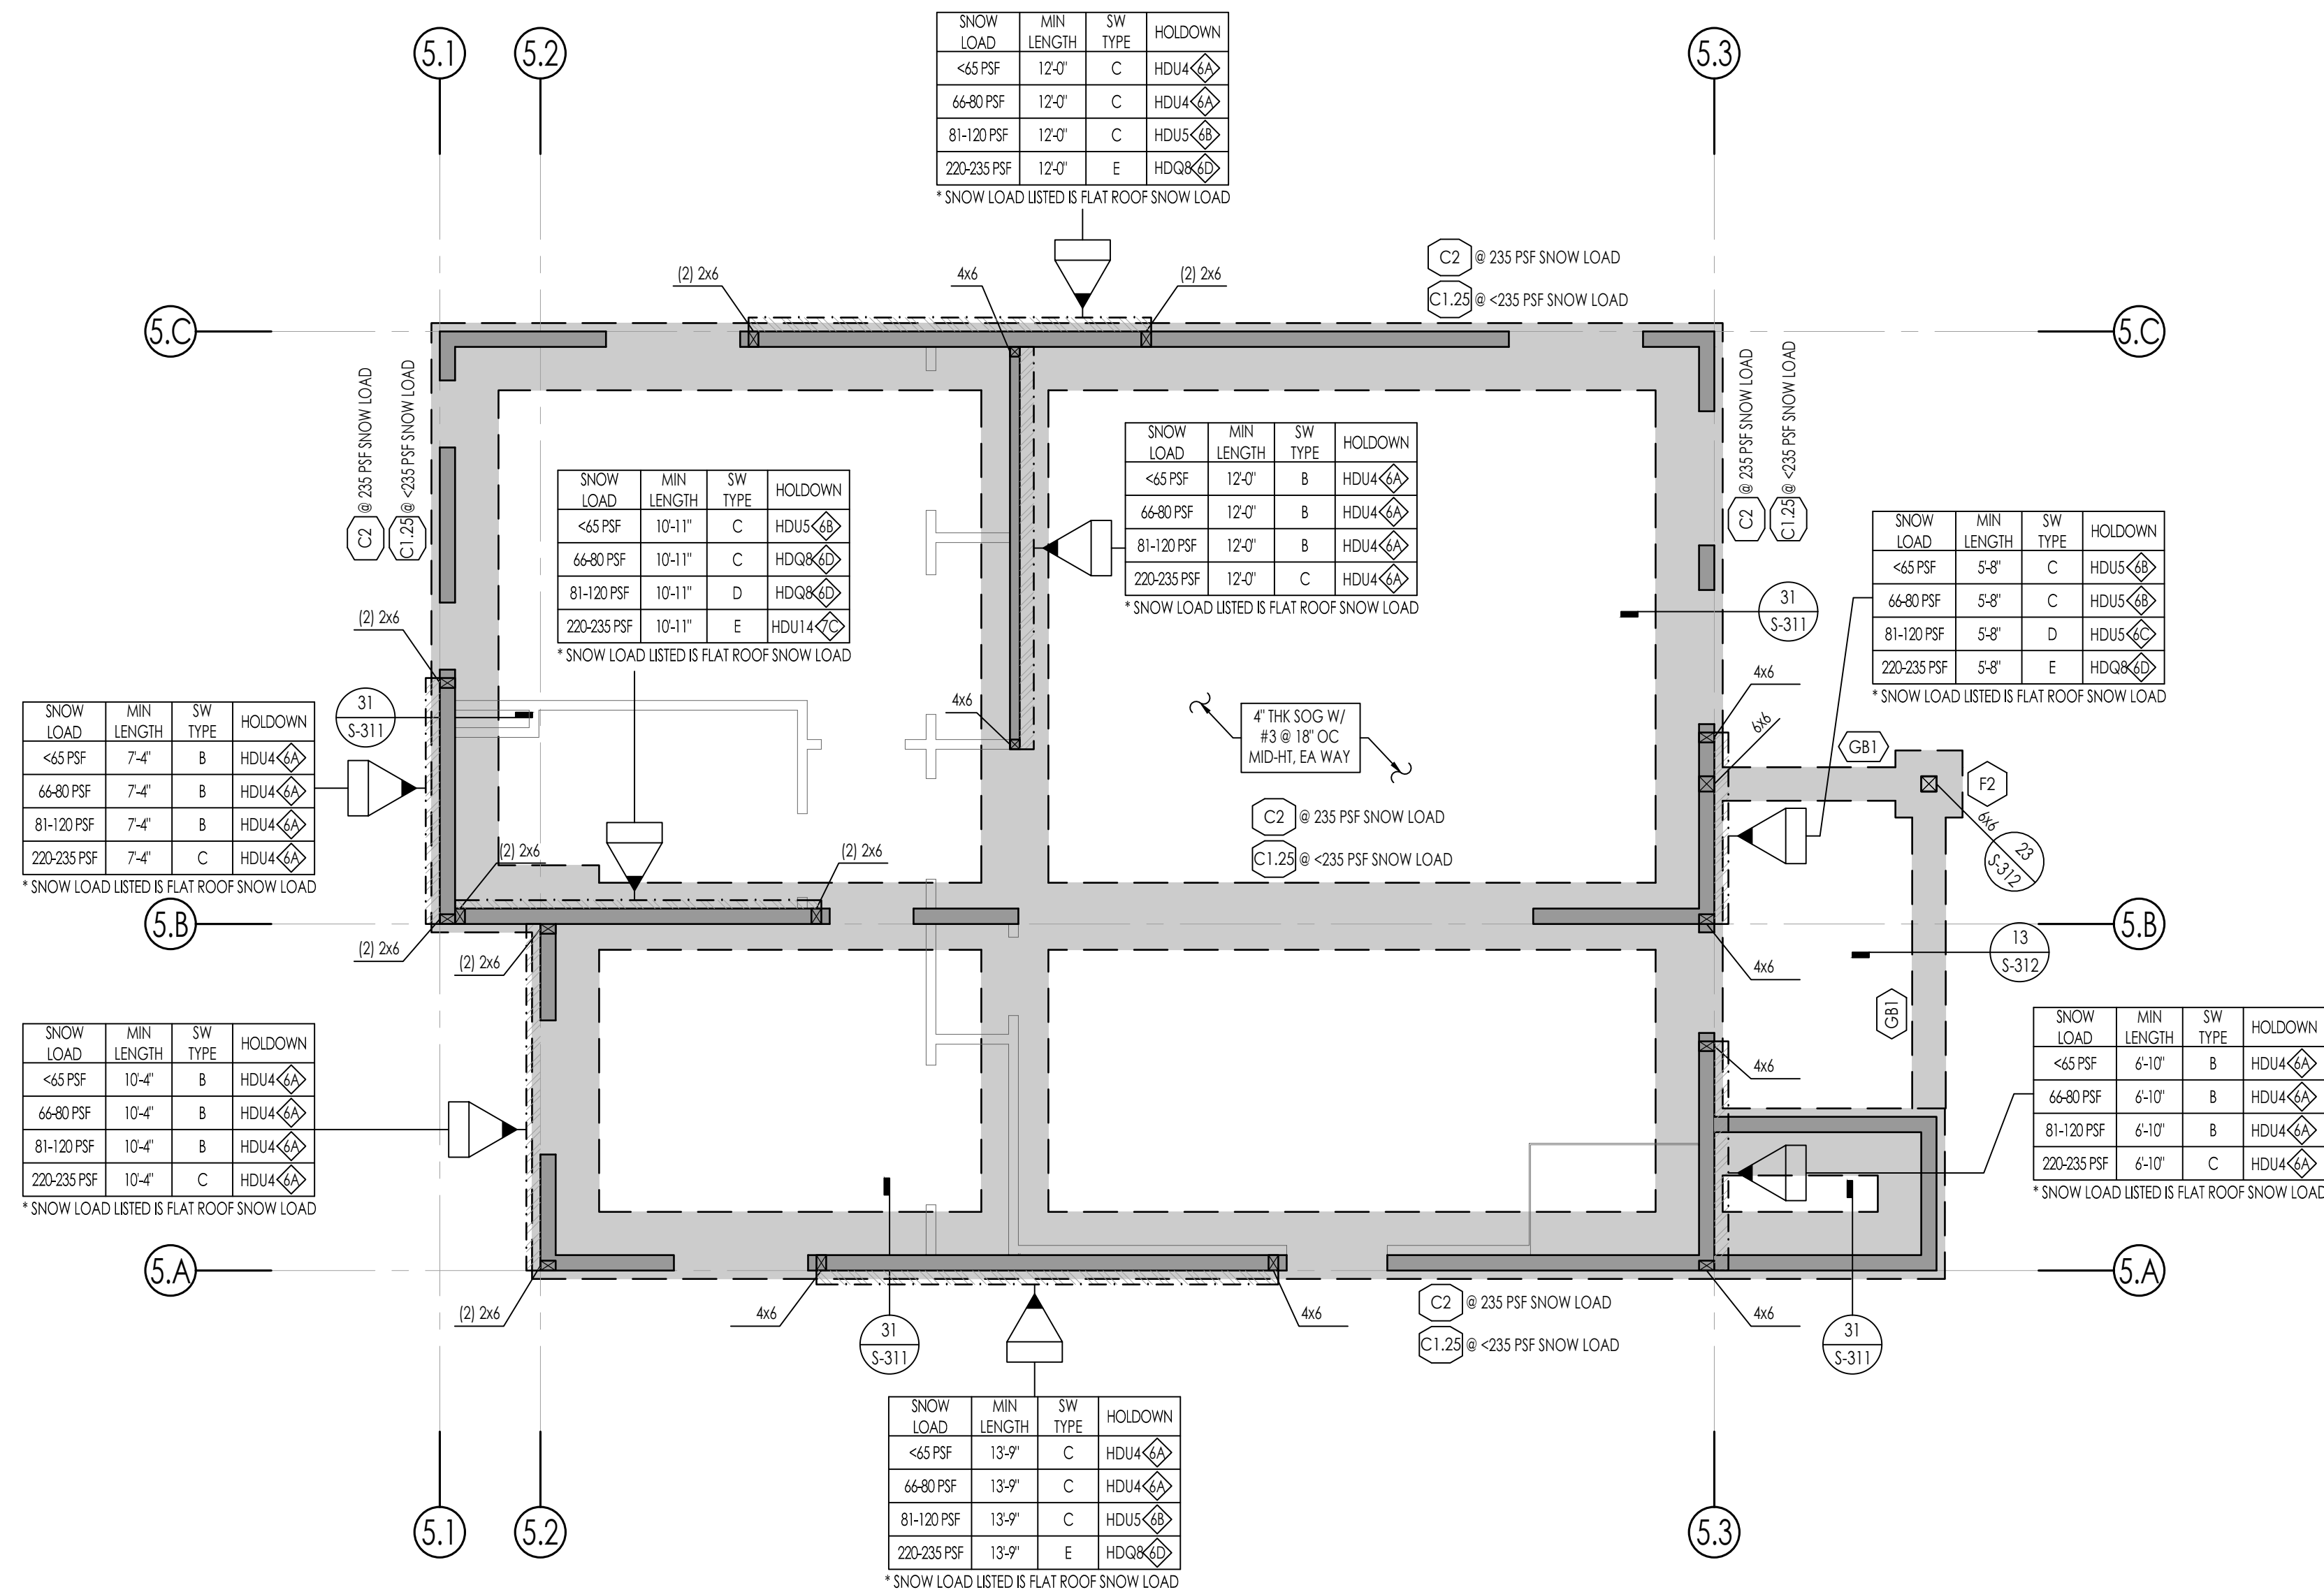 SNOW LOAD MIN LENGTH SW TYPE HOLDOWN
<65 PSF 12'-0" C HDU4 6A
66-80 PSF 12'-0" C HDU4 6A
81-120 PSF 12'-0" C HDU5 6B
220-235 PSF 12'-0" E HDQ8 6D
* SNOW LOAD LISTED IS FLAT ROOF SNOW LOAD
5.1
5.2
5.3
(2) 2x6
4x6
(2) 2x6
C2 @ 235 PSF SNOW LOAD
C1.25 @ <235 PSF SNOW LOAD
5.C
5.C
C2 @ 235 PSF SNOW LOAD
C1.25 @ <235 PSF SNOW LOAD
C2 @ 235 PSF SNOW LOAD
C1.25 @ <235 PSF SNOW LOAD
SNOW LOAD MIN LENGTH SW TYPE HOLDOWN
<65 PSF 10'-11" C HDU5 6B
66-80 PSF 10'-11" C HDQ8 6D
81-120 PSF 10'-11" D HDQ8 6D
220-235 PSF 10'-11" E HDU14 7C
* SNOW LOAD LISTED IS FLAT ROOF SNOW LOAD
SNOW LOAD MIN LENGTH SW TYPE HOLDOWN
<65 PSF 12'-0" B HDU4 6A
66-80 PSF 12'-0" B HDU4 6A
81-120 PSF 12'-0" B HDU4 6A
220-235 PSF 12'-0" C HDU4 6A
* SNOW LOAD LISTED IS FLAT ROOF SNOW LOAD
SNOW LOAD MIN LENGTH SW TYPE HOLDOWN
<65 PSF 5'-8" C HDU5 6B
66-80 PSF 5'-8" C HDU5 6B
81-120 PSF 5'-8" D HDU5 6C
220-235 PSF 5'-8" E HDQ8 6D
* SNOW LOAD LISTED IS FLAT ROOF SNOW LOAD
31
S-311
(2) 2x6
31
S-311
4x6
4x6
6x6
4" THK SOG W/
#3 @ 18" OC
MID-HT, EA WAY
GB1
F2
6x6
23
S-312
SNOW LOAD MIN LENGTH SW TYPE HOLDOWN
<65 PSF 7'-4" B HDU4 6A
66-80 PSF 7'-4" B HDU4 6A
81-120 PSF 7'-4" B HDU4 6A
220-235 PSF 7'-4" C HDU4 6A
* SNOW LOAD LISTED IS FLAT ROOF SNOW LOAD
C2 @ 235 PSF SNOW LOAD
C1.25 @ <235 PSF SNOW LOAD
(2) 2x6
(2) 2x6
5.B
5.B
(2) 2x6
(2) 2x6
4x6
13
S-312
GB1
SNOW LOAD MIN LENGTH SW TYPE HOLDOWN
<65 PSF 10'-4" B HDU4 6A
66-80 PSF 10'-4" B HDU4 6A
81-120 PSF 10'-4" B HDU4 6A
220-235 PSF 10'-4" C HDU4 6A
* SNOW LOAD LISTED IS FLAT ROOF SNOW LOAD
4x6
SNOW LOAD MIN LENGTH SW TYPE HOLDOWN
<65 PSF 6'-10" B HDU4 6A
66-80 PSF 6'-10" B HDU4 6A
81-120 PSF 6'-10" B HDU4 6A
220-235 PSF 6'-10" C HDU4 6A
* SNOW LOAD LISTED IS FLAT ROOF SNOW LOAD
5.A
5.A
(2) 2x6
4x6
31
S-311
4x6
C2 @ 235 PSF SNOW LOAD
C1.25 @ <235 PSF SNOW LOAD
4x6
31
S-311
SNOW LOAD MIN LENGTH SW TYPE HOLDOWN
<65 PSF 13'-9" C HDU4 6A
66-80 PSF 13'-9" C HDU4 6A
81-120 PSF 13'-9" C HDU5 6B
220-235 PSF 13'-9" E HDQ8 6D
* SNOW LOAD LISTED IS FLAT ROOF SNOW LOAD
5.1
5.2
5.3